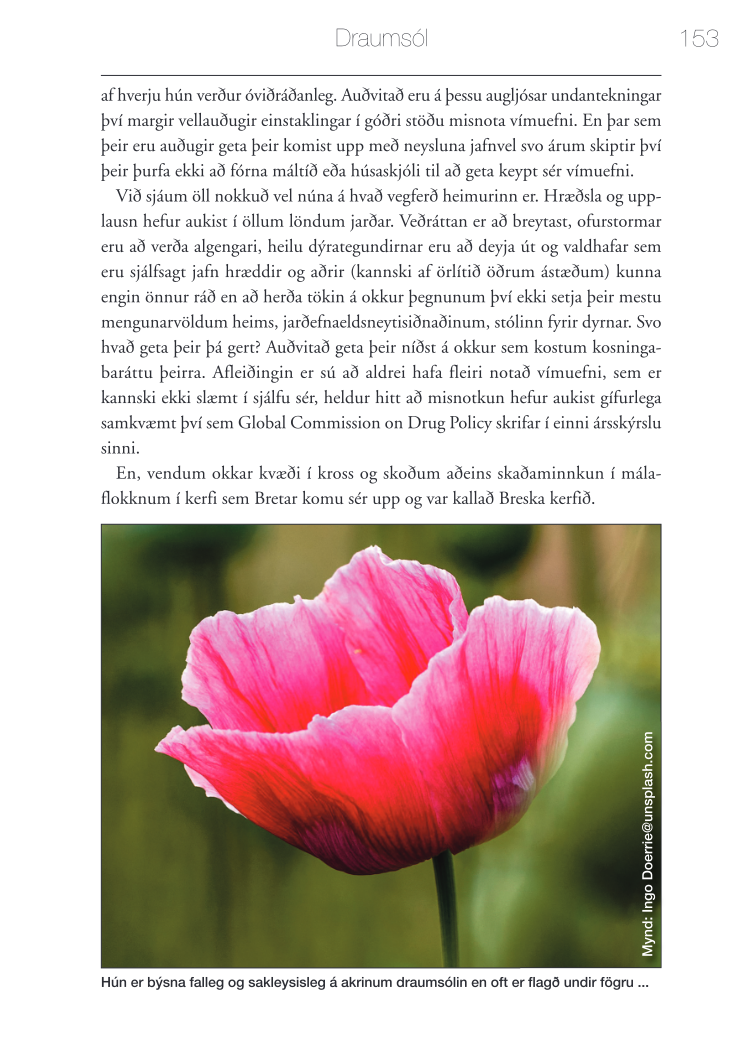 Draumsól
153
af hverju hún verður óviðráðanleg. Auðvitað eru á þessu augljósar undantekningar
því margir vellauðugir einstaklingar í góðri stöðu misnota vímuefni. En þar sem
þeir eru auðugir geta þeir komist upp með neysluna jafnvel svo árum skiptir því
þeir þurfa ekki að fórna máltíð eða húsaskjóli til að geta keypt sér vímuefni.
Við sjáum öll nokkuð vel núna á hvað vegferð heimurinn er. Hræðsla og upp-
lausn hefur aukist í öllum löndum jarðar. Veðráttan er að breytast, ofurstormar
eru að verða algengari, heilu dýrategundirnar eru að deyja út og valdhafar sem
eru sjálfsagt jafn hræddir og aðrir (kannski af örlítið öðrum ástæðum) kunna
engin önnur ráð en að herða tökin á okkur þegnunum því ekki setja þeir mestu
mengunarvöldum heims, jarðefnaeldsneytisiðnaðinum, stólinn fyrir dyrnar. Svo
hvað geta þeir þá gert? Auðvitað geta þeir níðst á okkur sem kostum kosninga-
baráttu þeirra. Afleiðingin er sú að aldrei hafa fleiri notað vímuefni, sem er
kannski ekki slæmt í sjálfu sér, heldur hitt að misnotkun hefur aukist gífurlega
samkvæmt því sem Global Commission on Drug Policy skrifar í einni ársskýrslu
sinni.
En, vendum okkar kvæði í kross og skoðum aðeins skaðaminnkun í mála-
flokknum í kerfi sem Bretar komu sér upp og var kallað Breska kerfið.
Mynd: Ingo Doerrie@unsplash.com
Hún er býsna falleg og sakleysisleg á akrinum draumsólin en oft er flagð undir fögru ...